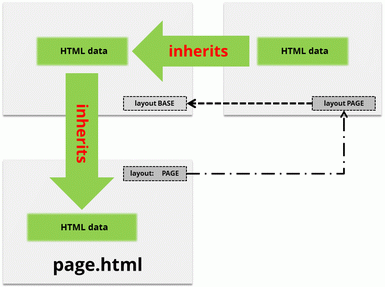 HTML data
inherits
HTML data
layout BASE
layout PAGE
inherits
layout: PAGE
HTML data
page.html